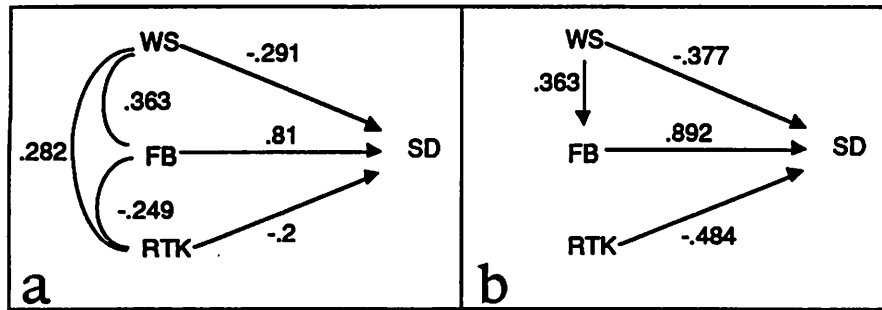 WS
-.291
.363
.282
FB
.81
SD
-.249
RTK
-.2
a
WS
-.377
.363
FB
.892
SD
RTK
-.484
b